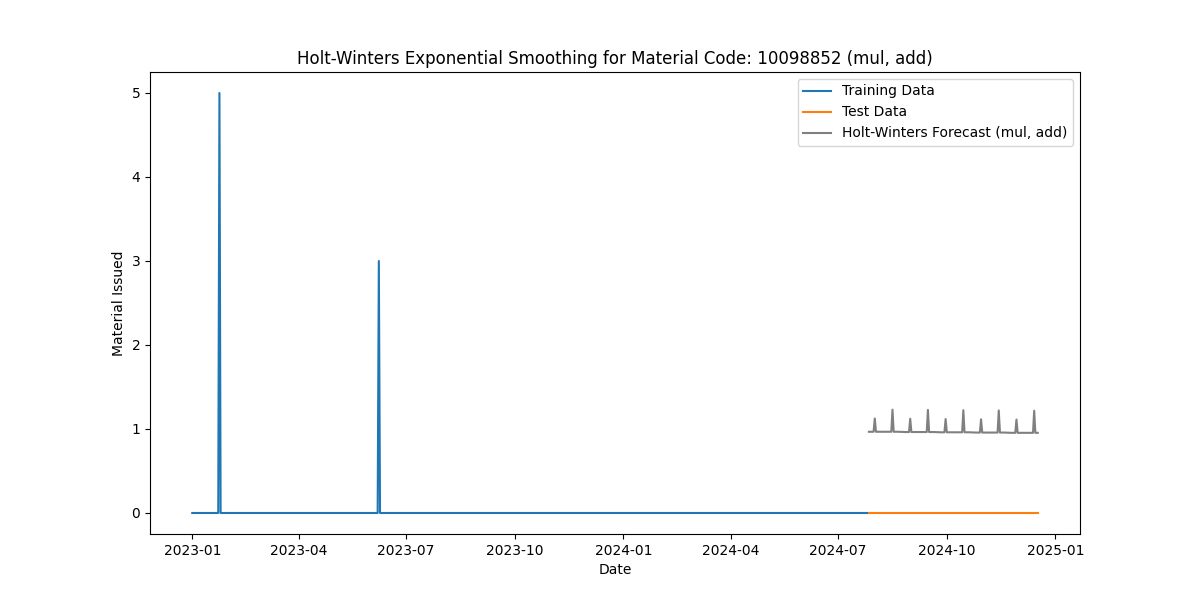 Holt-Winters Exponential Smoothing for Material Code: 10098852 (mul, add)
Training Data
Test Data
Holt-Winters Forecast (mul, add)
Material Issued
5
4
3
2
1
0
2023-01 2023-04 2023-07 2023-10 2024-01 2024-04 2024-07 2024-10 2025-01
Date